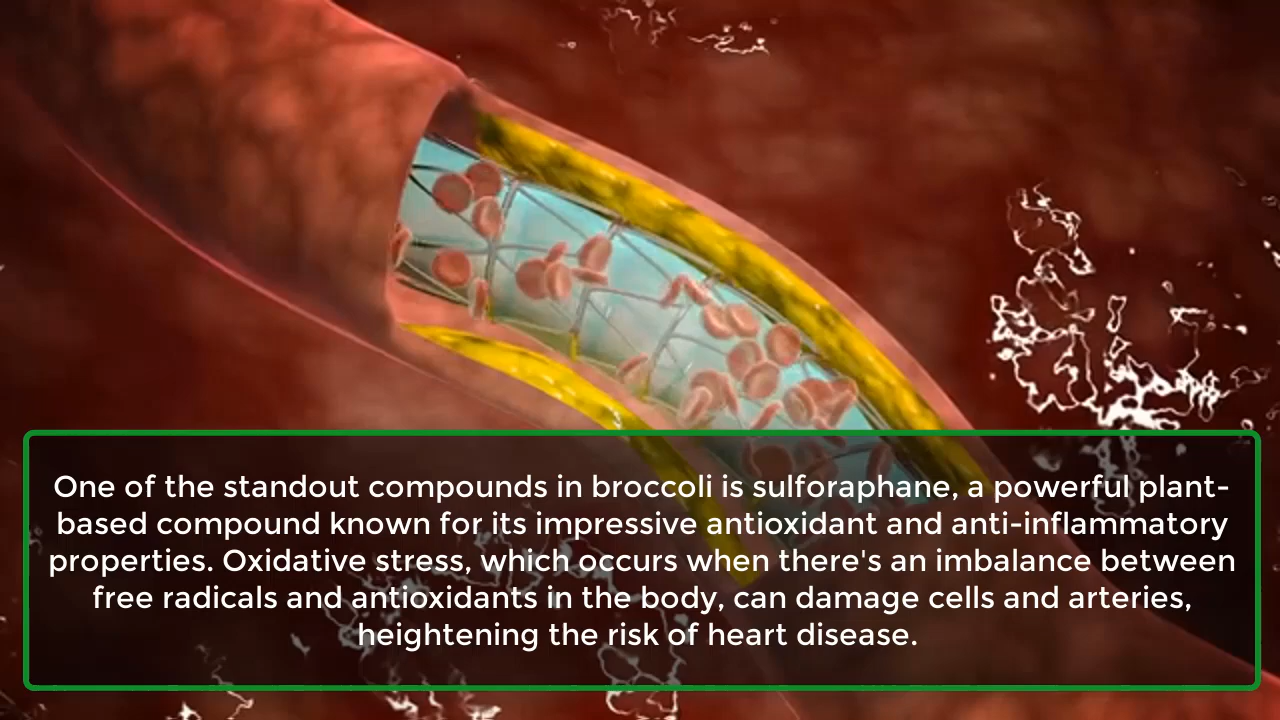 One of the standout compounds in broccoli is sulforaphane, a powerful plant-
based compound known for its impressive antioxidant and anti-inflammatory
properties. Oxidative stress, which occurs when there's an imbalance between
free radicals and antioxidants in the body, can damage cells and arteries,
heightening the risk of heart disease.